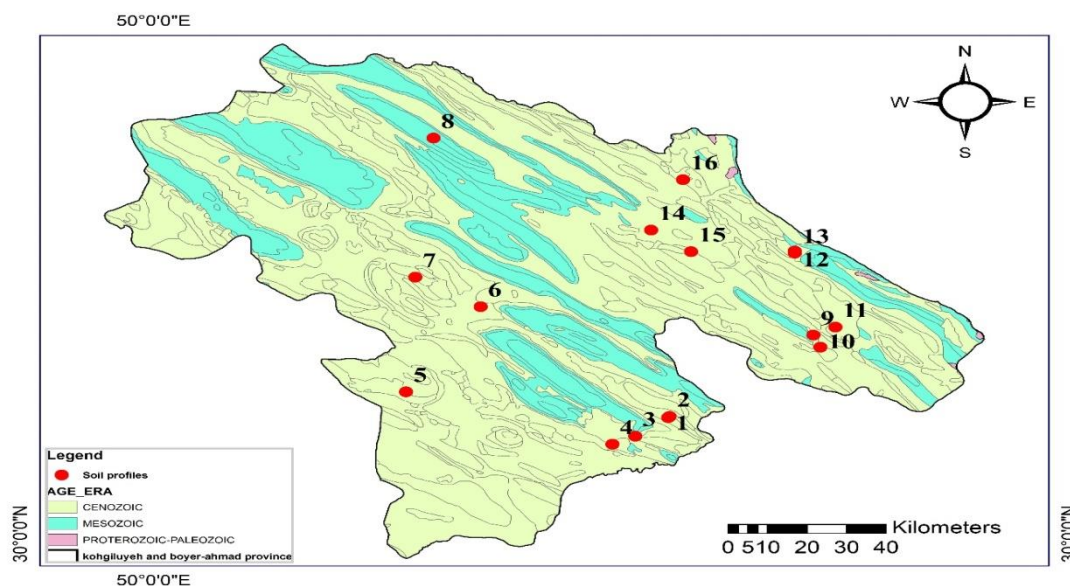 50°0'0"E
N
W E
S
8
16
14
15
13
12
7
6
11
9
10
5
2
3 1
4
Legend
Soil profiles
AGE_ERA
CENOZOIC
MESOZOIC
PROTEROZOIC-PALEOZOIC
kohgiluyeh and boyer-ahmad province
Kilometers
0 5 10 20 30 40
30°0'0"N
30°0'0"N
50°0'0"E